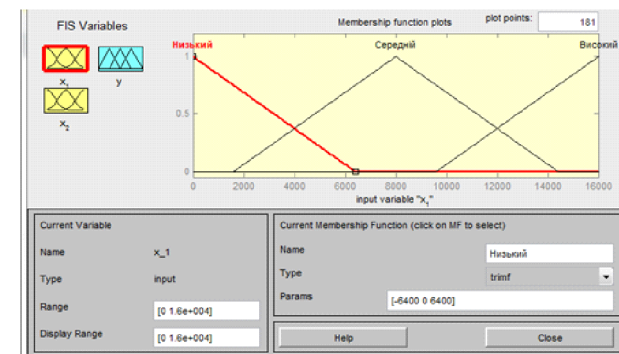 FIS Variables
Membership function plots
plot points:
181
Низький
Середній
Високий
1
0.5
0
x1
y
x2
0 2000 4000 6000 8000 10000 12000 14000 16000
input variable "x1"
Current Variable
Name x_1
Type input
Range [0 1.6e+004]
Display Range [0 1.6e+004]
Current Membership Function (click on MF to select)
Name Низький
Type trimf
Params [-6400 0 6400]
Help
Close